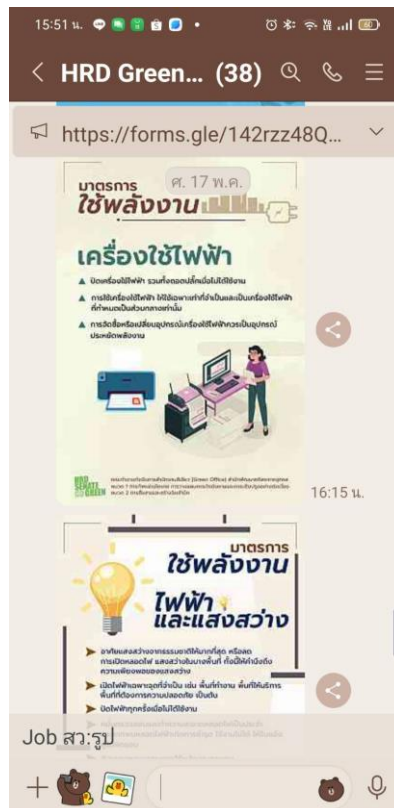 15:51 น.
HRD Green... (38)
https://forms.gle/142rzz48Q...
ศ. 17 พ.ค.
มาตรการ
ใช้พลังงาน
เครื่องใช้ไฟฟ้า
ปิดเครื่องใช้ไฟฟ้า รวมทั้งถอดปลั๊กเมื่อไม่ได้ใช้งาน
การใช้เครื่องใช้ไฟฟ้า ให้ใช้เฉพาะเท่าที่จำเป็นและเป็นเครื่องใช้ไฟฟ้า
ที่กำหนดเป็นส่วนกลางเท่านั้น
การจัดซื้อหรือเปลี่ยนอุปกรณ์เครื่องใช้ไฟฟ้าควรเป็นอุปกรณ์
ประหยัดพลังงาน
HRD
SENATE
GREEN
16:15 น.
มาตรการ
ใช้พลังงาน
ไฟฟ้า
และแสงสว่าง
อาศัยแสงสว่างจากธรรมชาติให้มากที่สุด หรือลด
การเปิดหลอดไฟ แสงสว่างในบางพื้นที่ ทั้งนี้ให้คำนึงถึง
ความเพียงพอของแสงสว่าง
เปิดไฟฟ้าเฉพาะจุดที่จำเป็น เช่น พื้นที่ทำงาน พื้นที่ให้บริการ
พื้นที่ที่ต้องการความปลอดภัย เป็นต้น
ปิดไฟฟ้าทุกครั้งเมื่อไม่ได้ใช้งาน
Job สว:รูป